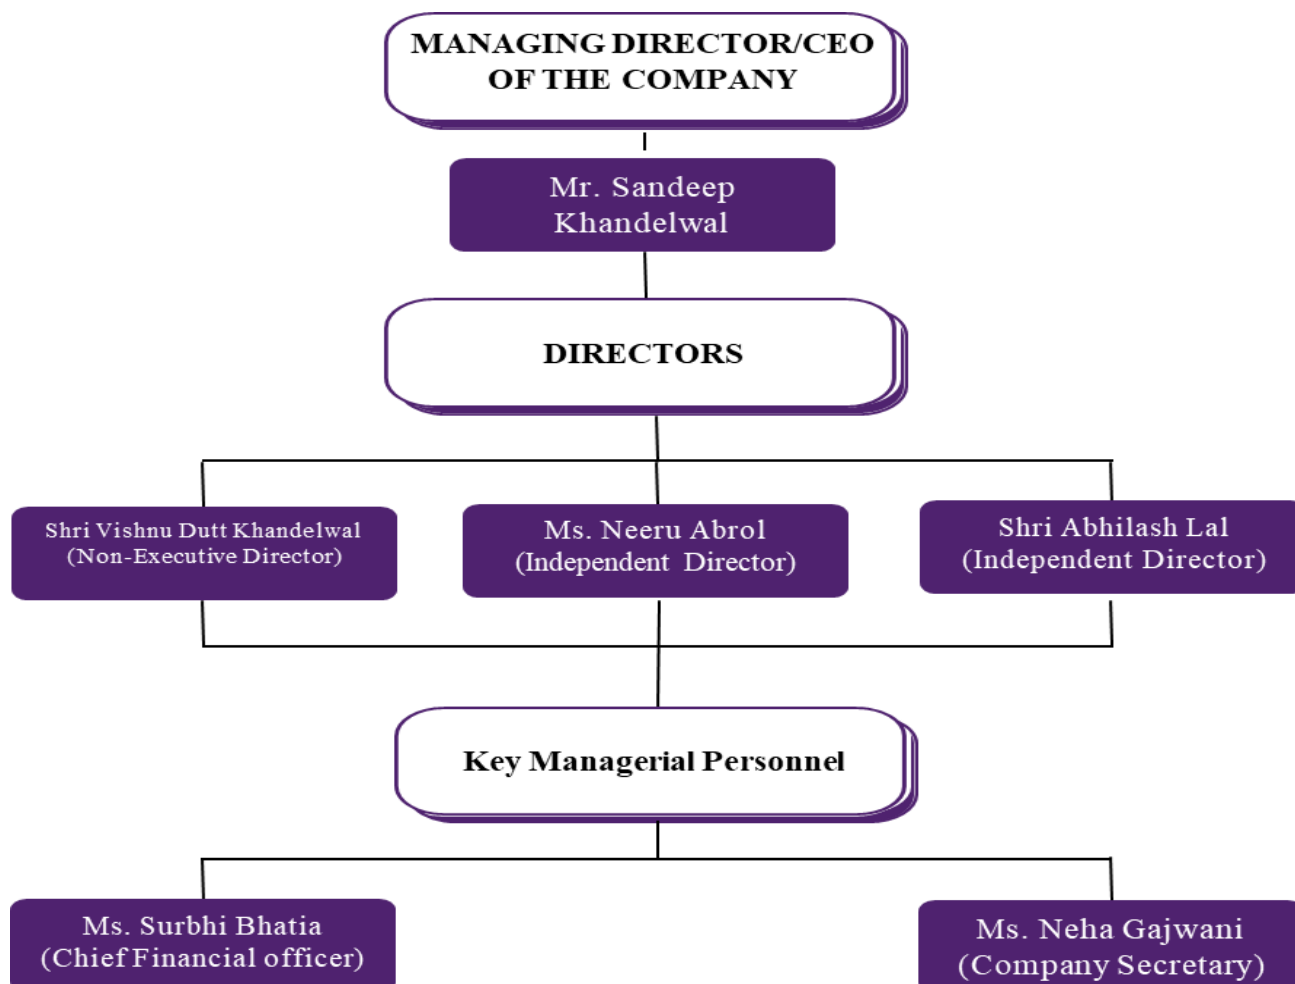 MANAGING DIRECTOR/CEO
OF THE COMPANY
Mr. Sandeep
Khandelwal
DIRECTORS
Shri Vishnu Dutt Khandelwal
(Non-Executive Director)
Ms. Neeru Abrol
(Independent Director)
Shri Abhilash Lal
(Independent Director)
Key Managerial Personnel
Ms. Surbhi Bhatia
(Chief Financial officer)
Ms. Neha Gajwani
(Company Secretary)